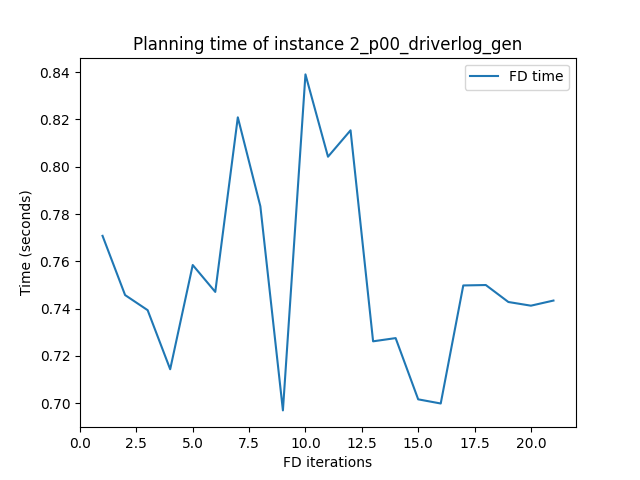 Planning time of instance 2_p00_driverlog_gen
FD time
0.84
0.82
0.80
0.78
0.76
0.74
0.72
0.70
Time (seconds)
0.0 2.5 5.0 7.5 10.0 12.5 15.0 17.5 20.0
FD iterations